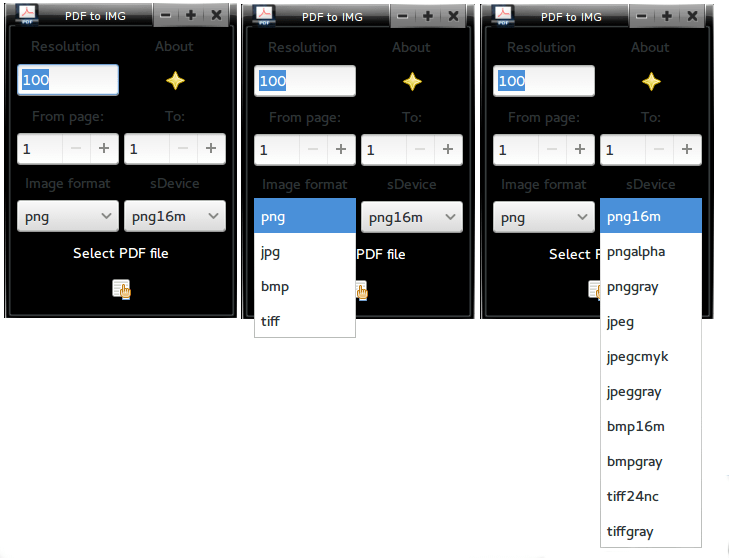 PDF to IMG
Resolution About
100
From page: To:
1 1
Image format sDevice
png png16m
Select PDF file
PDF to IMG
Resolution About
100
From page: To:
1 1
Image format sDevice
png png16m
jpg
bmp
tiff
PDF file
PDF to IMG
Resolution About
100
From page: To:
1 1
Image format sDevice
png png16m
pngalpha
pnggray
jpeg
jpegcmyk
jpeggray
bmp16m
bmpgray
tiff24nc
tiffgray
Select P